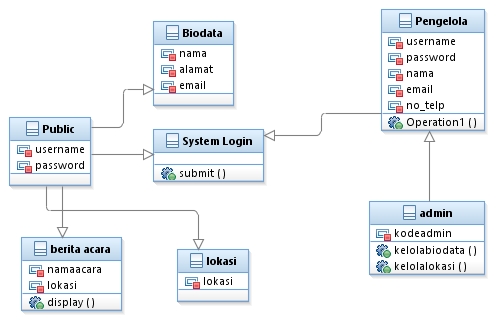 Biodata
nama
alamat
email
Pengelola
username
password
nama
email
no_telp
Operation1 ( )
Public
username
password
System Login
submit ( )
admin
kodeadmin
kelolabiodata ( )
kelolalokasi ( )
berita acara
namaacara
lokasi
display ( )
lokasi
lokasi